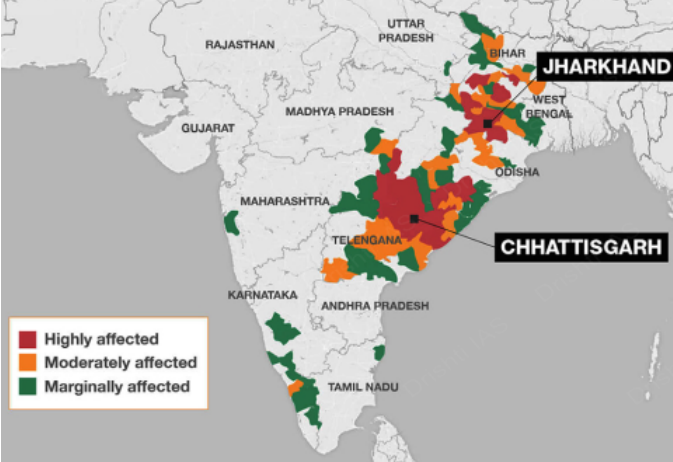 UTTAR
PRADESH
RAJASTHAN
BIHAR
JHARKHAND
WEST
BENGAL
MADHYA PRADESH
GUJARAT
ODISHA
MAHARASHTRA
TELENGANA
CHHATTISGARH
KARNATAKA
ANDHRA PRADESH
Highly affected
Moderately affected
Marginally affected
TAMIL NADU